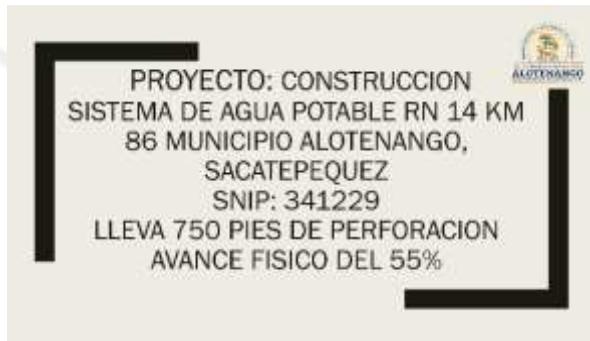 ALOTENANGO
PROYECTO: CONSTRUCCION
SISTEMA DE AGUA POTABLE RN 14 KM
86 MUNICIPIO ALOTENANGO,
SACATEPEQUEZ
SNIP: 341229
LLEVA 750 PIES DE PERFORACION
AVANCE FISICO DEL 55%